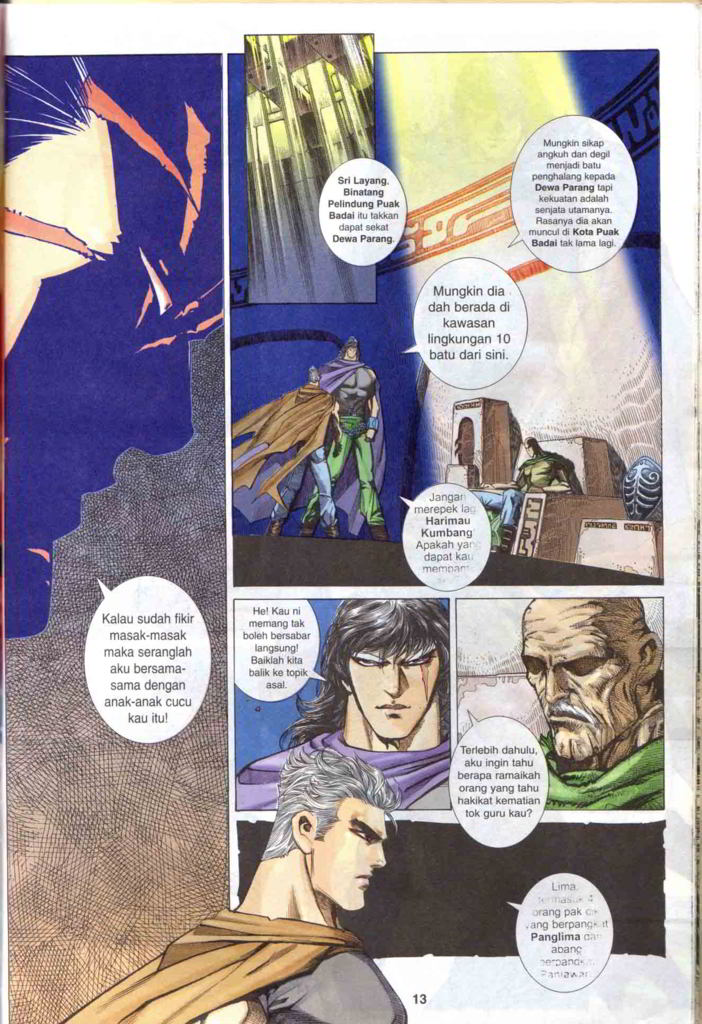 Sri Layang,
Binatang
Pelindung Puak
Badai itu takkan
dapat sekat
Dewa Parang.
Mungkin sikap
angkuh dan degil
menjadi batu
penghalang kepada
Dewa Parang tapi
kekuatan adalah
senjata utamanya.
Rasanya dia akan
muncul di Kota Puak
Badai tak lama lagi.
Mungkin dia
dah berada di
kawasan
lingkungan 10
batu dari sini.
Jangan
merepek lag
Harimau
Kumbang
Apakah yan
dapat kau
Kalau sudah fikir
masak-masak
maka seranglah
aku bersama-
sama dengan
anak-anak cucu
kau itu!
He! Kau ni
memang tak
boleh bersabar
langsung!
Baiklah kita
balik ke topik
asal.
Terlebih dahulu,
aku ingin tahu
berapa ramaikah
orang yang tahu
hakikat kematian
tok guru kau?
Lima,
termasuk 4
orang pak
yang berpangkat
Panglima dan
abang
13